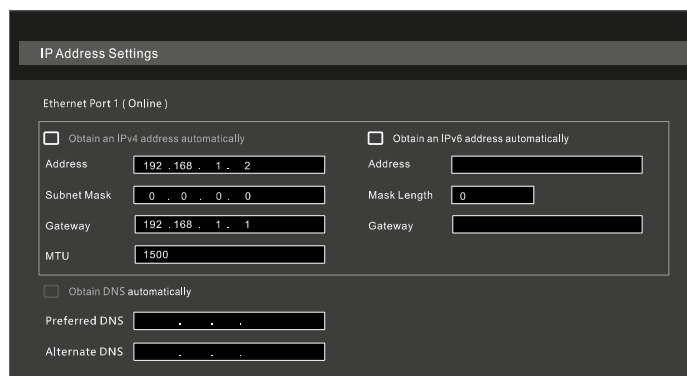 IP Address Settings
Ethernet Port 1 ( Online )
Obtain an IPv4 address automatically
Obtain an IPv6 address automatically
Address 192 . 168 . 1 . 2
Address
Subnet Mask 0 . 0 . 0 . 0
Mask Length 0
Gateway 192 . 168 . 1 . 1
Gateway
MTU 1500
Obtain DNS automatically
Preferred DNS . . .
Alternate DNS . . .